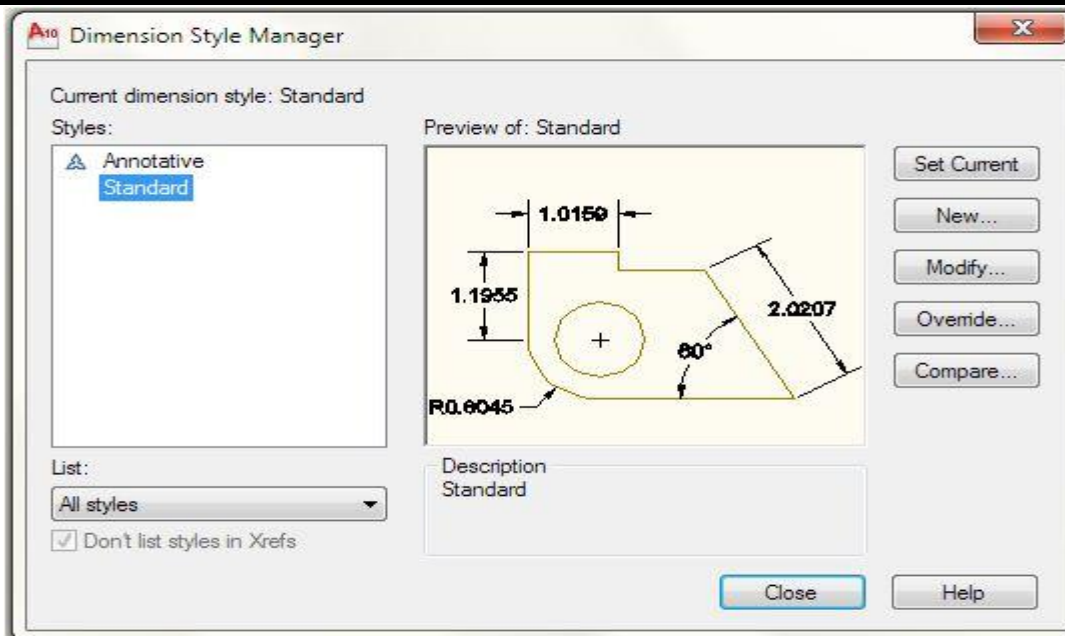 A10 Dimension Style Manager
Current dimension style: Standard
Styles:
Annotative
Standard
Preview of: Standard
1.0159
1.1955
2.0207
60°
R0.6045
Set Current
New...
Modify...
Override...
Compare...
List:
All styles
Don't list styles in Xrefs
Description
Standard
Close
Help